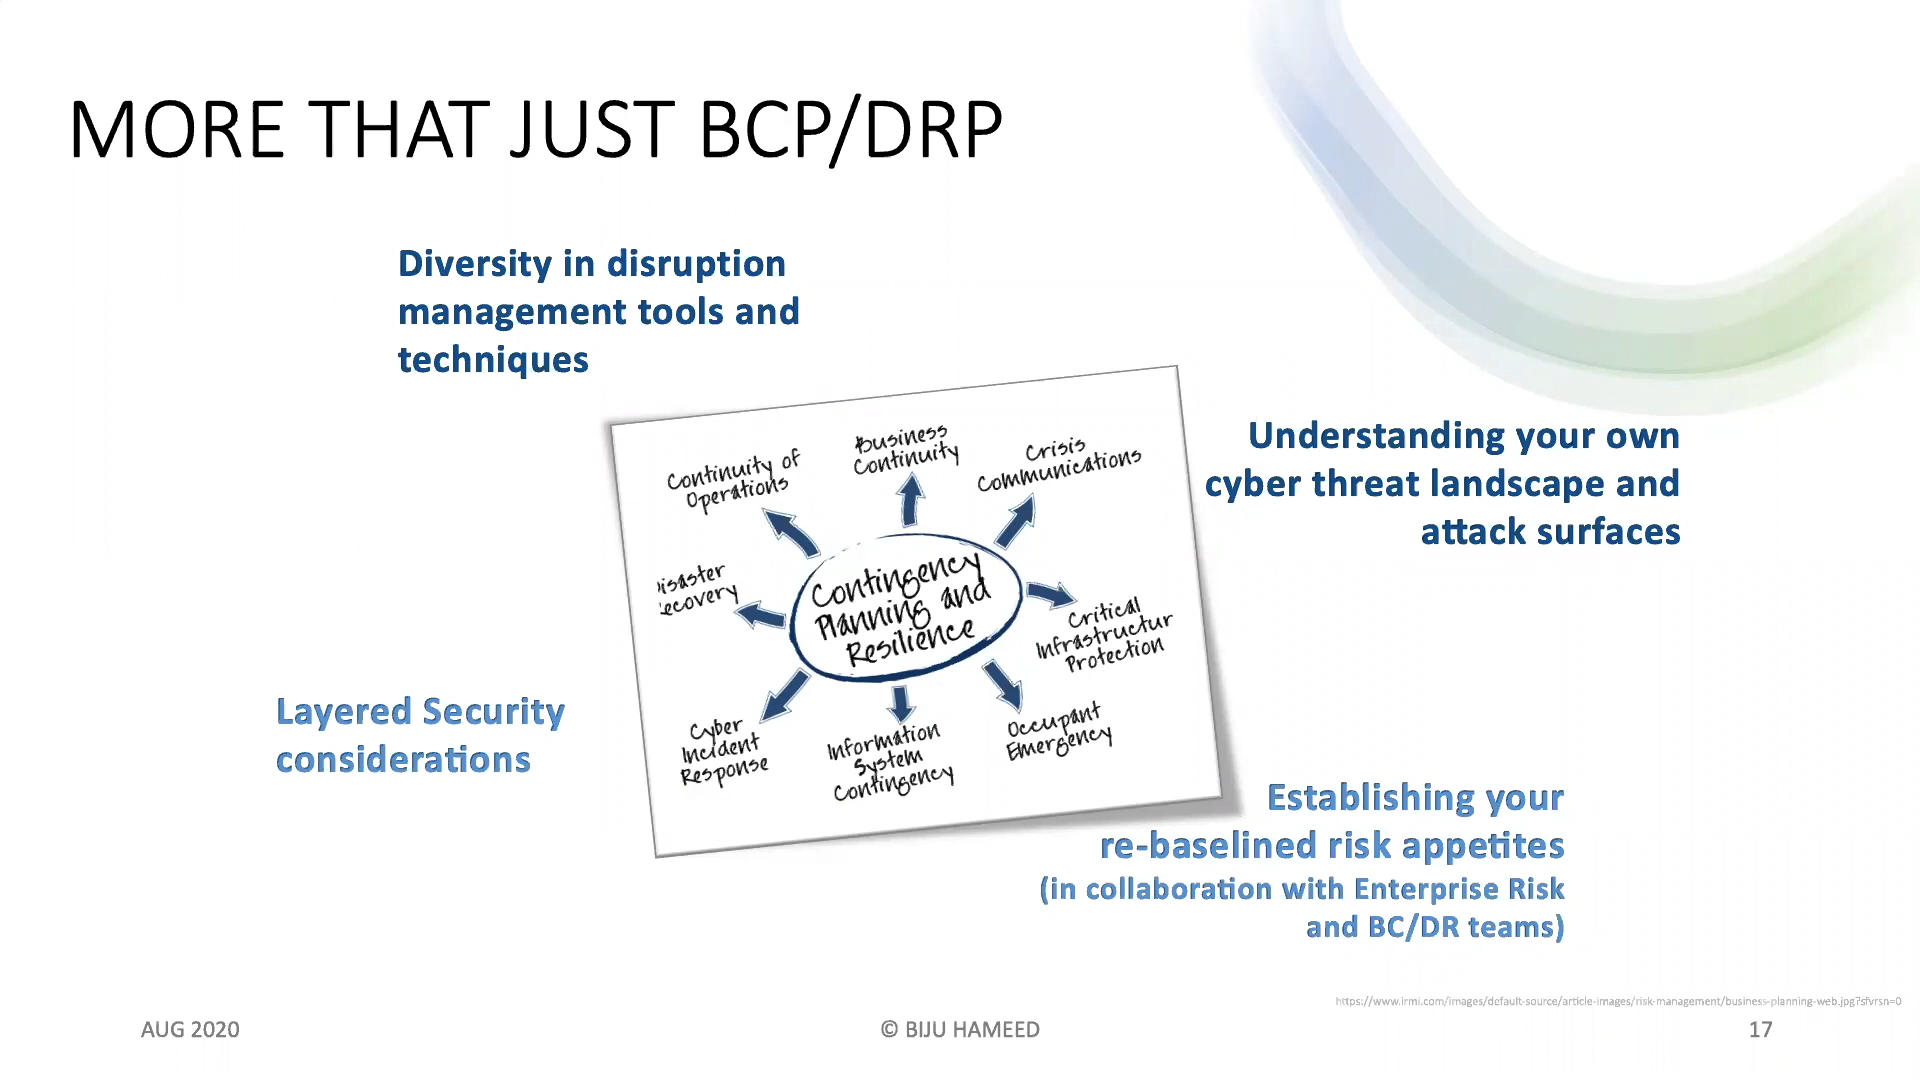 MORE THAT JUST BCP/DRP
Diversity in disruption
management tools and
techniques
Understanding your own
cyber threat landscape and
attack surfaces
Continuity of
Operations
Business
Continuity
Crisis
Communications
isaster
ecovery
Contingency
Planning and
Resilience
Critical
Infrastructur
Protection
Cyber
Incident
Response
Information
System
Contingency
Occupant
Emergency
Layered Security
considerations
Establishing your
re-baselined risk appetites
(in collaboration with Enterprise Risk
and BC/DR teams)
https://www.irmi.com/images/default-source/article-images/risk-management/business-planning-web.jpg?sfvrsn=0
AUG 2020
© BIJU HAMEED
17